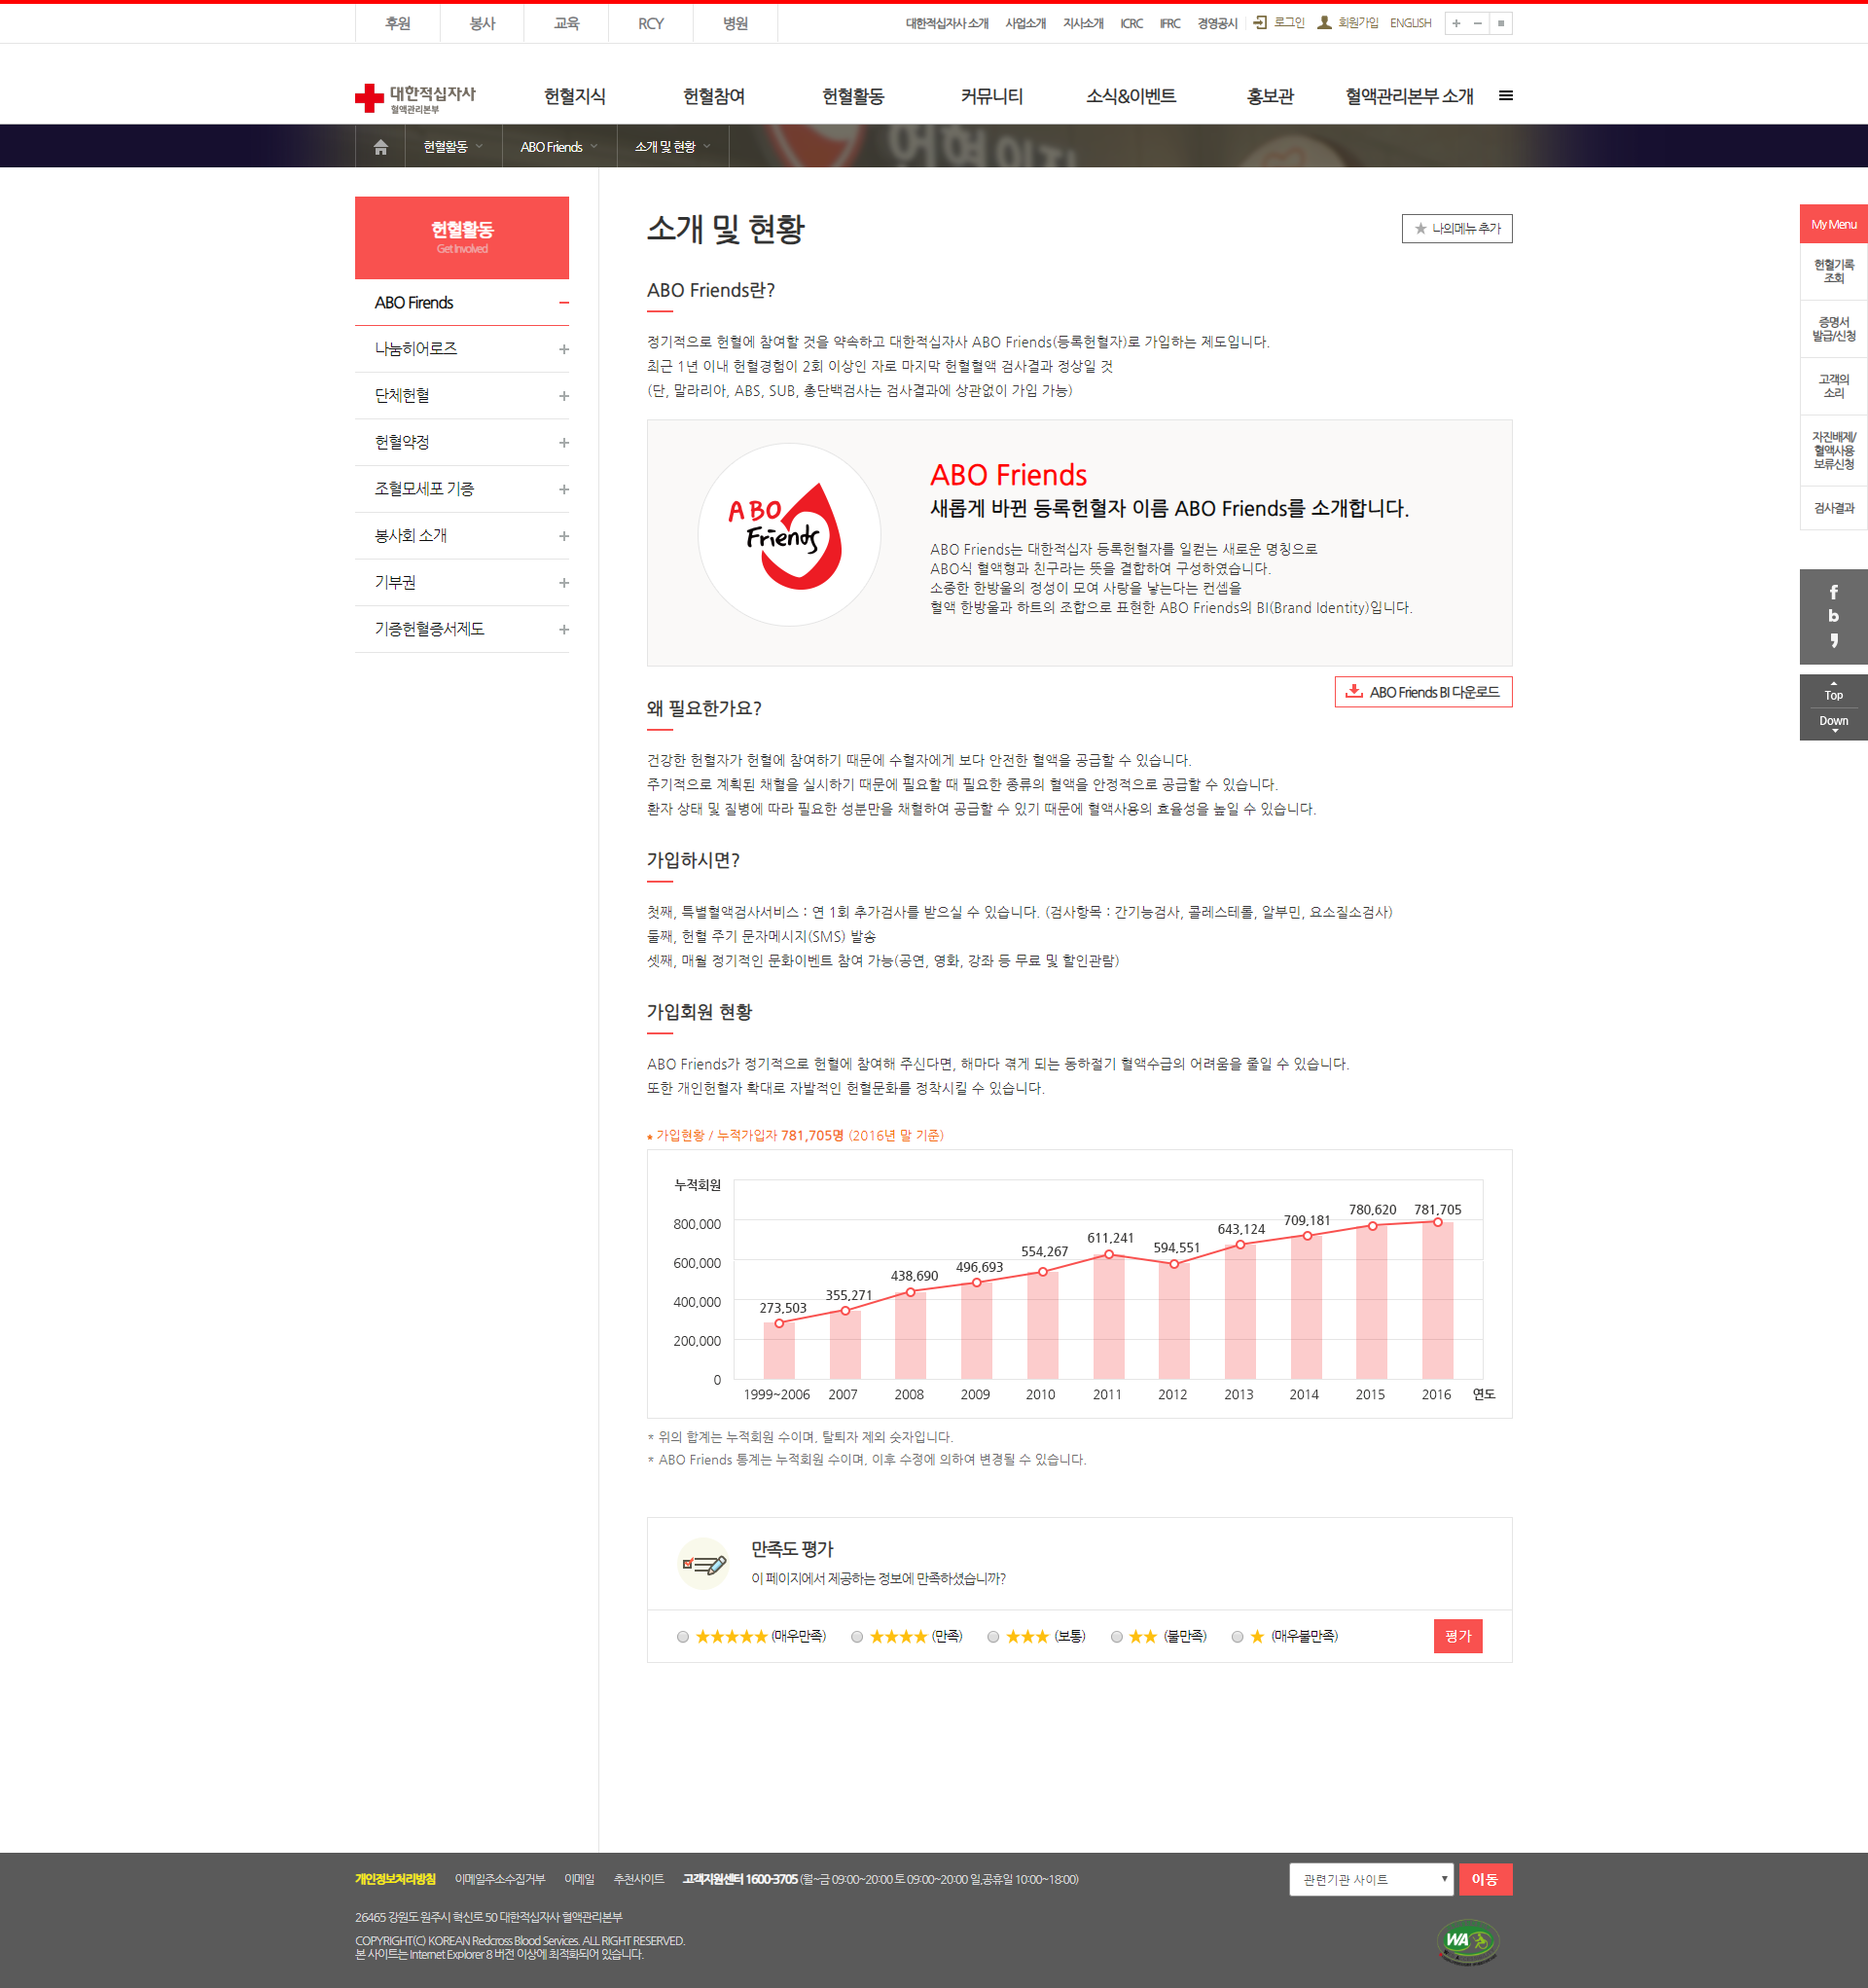 후원 봉사 교육 RCY 병원 대한적십자사 소개 사업소개 지사소개 ICRC IFRC 경영공시 로그인 회원가입 ENGLISH
대한적십자사
혈액관리본부
헌혈지식 헌혈참여 헌혈활동 커뮤니티 소식&이벤트 홍보관 혈액관리본부 소개
헌혈활동 ABO Friends 소개 및 현황
헌혈활동
Get Involved
ABO Firends
나눔히어로즈
단체헌혈
헌혈약정
조혈모세포 기증
봉사회 소개
기부권
기증헌혈증서제도
소개 및 현황
나의메뉴 추가
ABO Friends란?
정기적으로 헌혈에 참여할 것을 약속하고 대한적십자사 ABO Friends(등록헌혈자)로 가입하는 제도입니다.
최근 1년 이내 헌혈경험이 2회 이상인 자로 마지막 헌혈혈액 검사결과 정상일 것
(단, 말라리아, ABS, SUB, 총단백검사는 검사결과에 상관없이 가입 가능)
ABO
Friends
ABO Friends
새롭게 바뀐 등록헌혈자 이름 ABO Friends를 소개합니다.
ABO Friends는 대한적십자 등록헌혈자를 일컫는 새로운 명칭으로
ABO식 혈액형과 친구라는 뜻을 결합하여 구성하였습니다.
소중한 한방울의 정성이 모여 사랑을 낳는다는 컨셉을
혈액 한방울과 하트의 조합으로 표현한 ABO Friends의 BI(Brand Identity)입니다.
ABO Friends BI 다운로드
왜 필요한가요?
건강한 헌혈자가 헌혈에 참여하기 때문에 수혈자에게 보다 안전한 혈액을 공급할 수 있습니다.
주기적으로 계획된 채혈을 실시하기 때문에 필요할 때 필요한 종류의 혈액을 안정적으로 공급할 수 있습니다.
환자 상태 및 질병에 따라 필요한 성분만을 채혈하여 공급할 수 있기 때문에 혈액사용의 효율성을 높일 수 있습니다.
가입하시면?
첫째, 특별혈액검사서비스 : 연 1회 추가검사를 받으실 수 있습니다. (검사항목 : 간기능검사, 콜레스테롤, 알부민, 요소질소검사)
둘째, 헌혈 주기 문자메시지(SMS) 발송
셋째, 매월 정기적인 문화이벤트 참여 가능(공연, 영화, 강좌 등 무료 및 할인관람)
가입회원 현황
ABO Friends가 정기적으로 헌혈에 참여해 주신다면, 해마다 겪게 되는 동하절기 혈액수급의 어려움을 줄일 수 있습니다.
또한 개인헌혈자 확대로 자발적인 헌혈문화를 정착시킬 수 있습니다.
가입현황 / 누적가입자 781,705명 (2016년 말 기준)
누적회원
800,000
600,000
400,000
200,000
0
273,503 355,271 438,690 496,693 554,267 611,241 594,551 643,124 709,181 780,620 781,705
1999~2006 2007 2008 2009 2010 2011 2012 2013 2014 2015 2016 연도
* 위의 합계는 누적회원 수이며, 탈퇴자 제외 숫자입니다.
* ABO Friends 통계는 누적회원 수이며, 이후 수정에 의하여 변경될 수 있습니다.
만족도 평가
이 페이지에서 제공하는 정보에 만족하셨습니까?
★★★★★ (매우만족) ★★★★ (만족) ★★★ (보통) ★★ (불만족) ★ (매우불만족) 평가
My Menu
헌혈기록
조회
증명서
발급/신청
고객의
소리
자진배제/
혈액사용
보류신청
검사결과
Top
Down
개인정보처리방침 이메일주소수집거부 이메일 추천사이트 고객지원센터 1600-3705 (월~금 09:00~20:00 토 09:00~20:00 일,공휴일 10:00~18:00)
관련기관 사이트 이동
26465 강원도 원주시 혁신로 50 대한적십자사 혈액관리본부
COPYRIGHT(C) KOREAN Redcross Blood Services. ALL RIGHT RESERVED.
본 사이트는 Internet Explorer 8 버전 이상에 최적화되어 있습니다.
WA